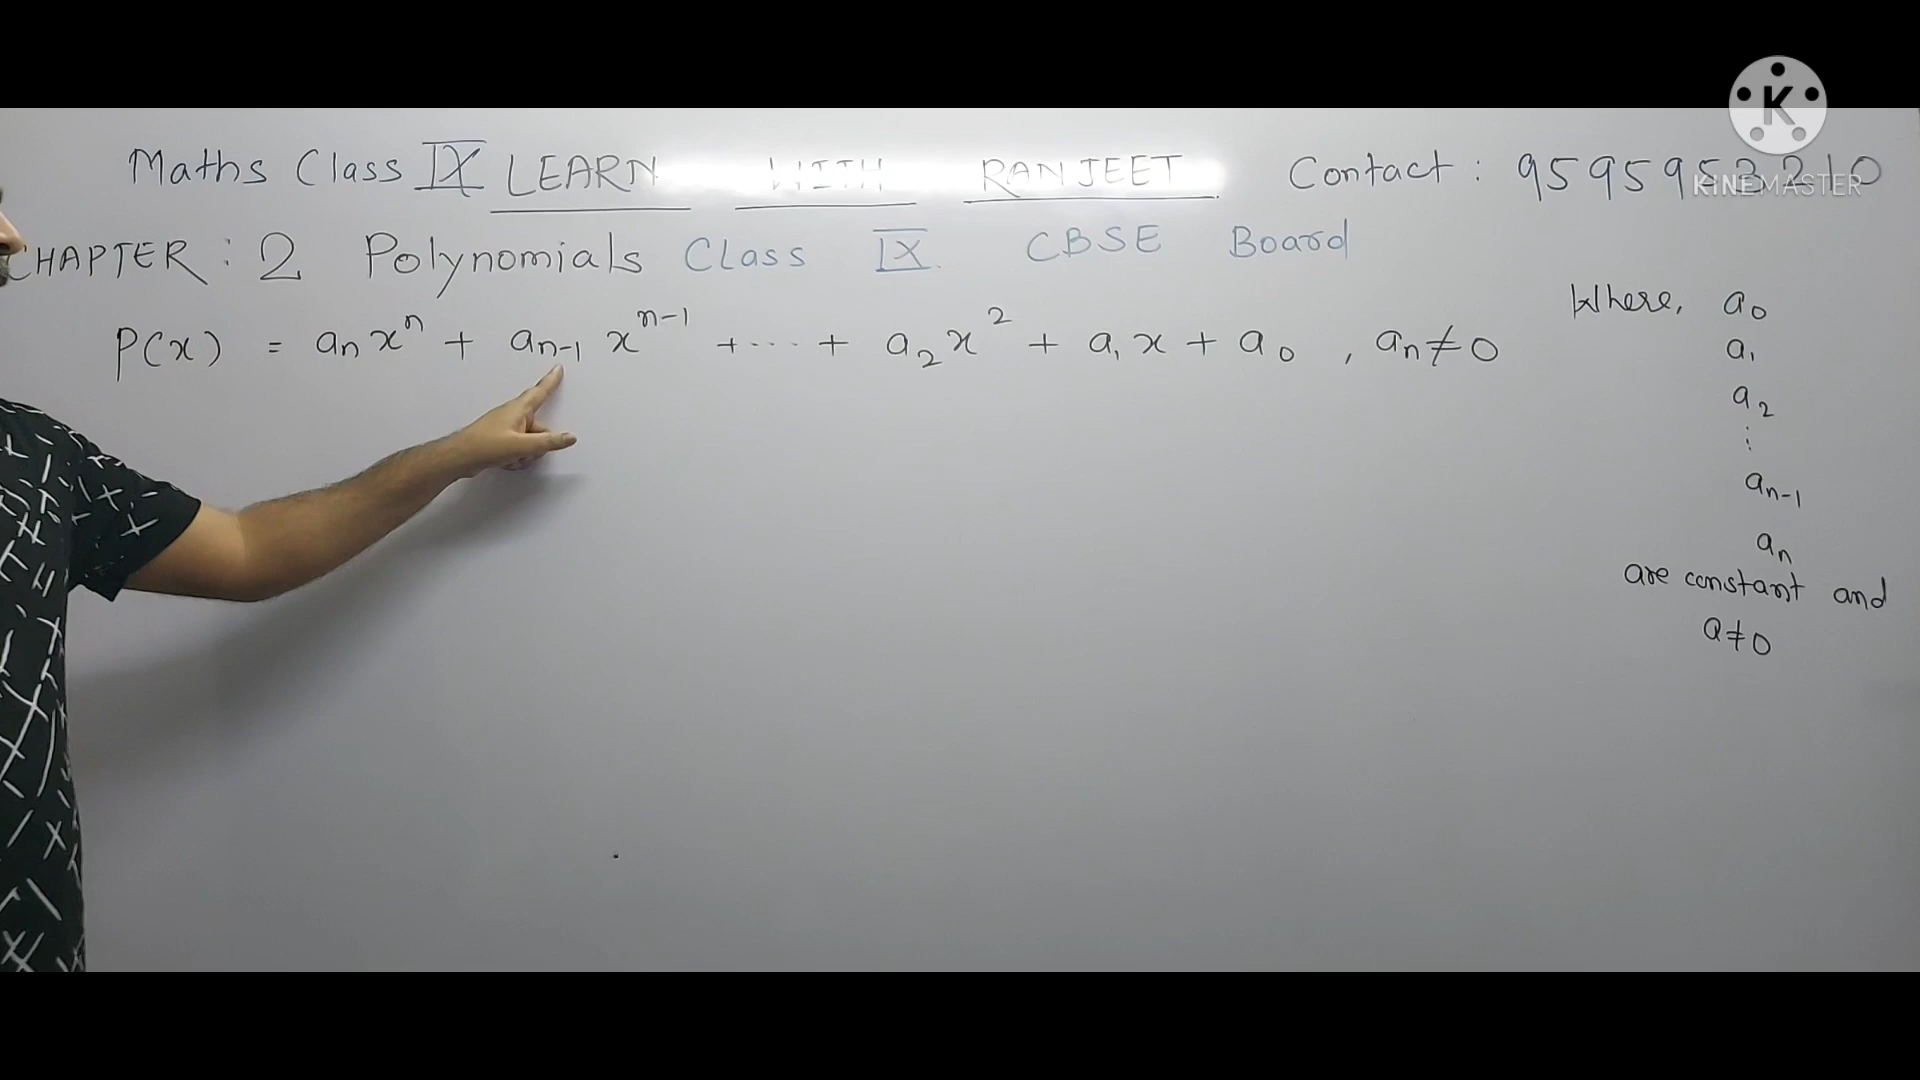 Maths Class IX LEARN WITH RANJEET Contact : 9595953210
KINEMASTER
CHAPTER : 2 Polynomials Class IX CBSE Board
P(x) = aₙxⁿ + aₙ₋₁ xⁿ⁻¹ + ... + a₂x² + a₁x + a₀ , aₙ≠0
Where, a₀
a₁
a₂
⋮
aₙ₋₁
aₙ
are constant and
a≠0